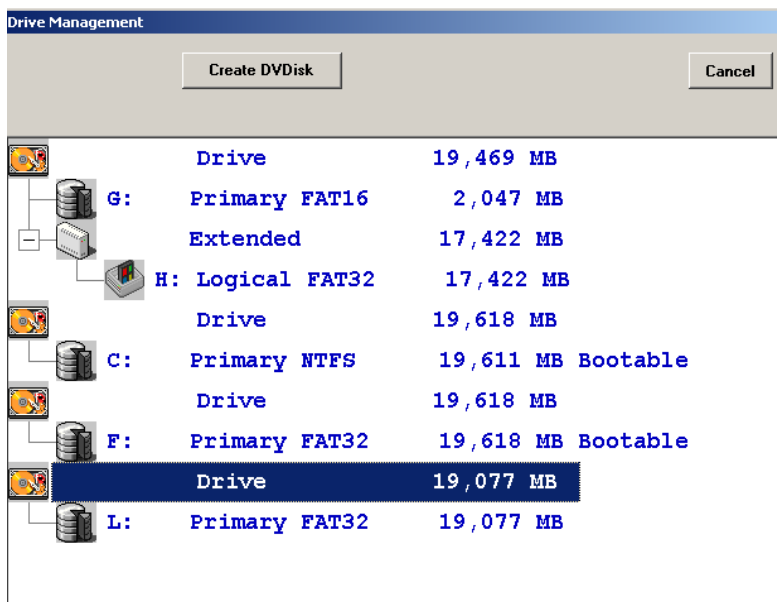 Drive Management
Create DVDisk Cancel
Drive 19,469 MB
G: Primary FAT16 2,047 MB
Extended 17,422 MB
H: Logical FAT32 17,422 MB
Drive 19,618 MB
C: Primary NTFS 19,611 MB Bootable
Drive 19,618 MB
F: Primary FAT32 19,618 MB Bootable
Drive 19,077 MB
L: Primary FAT32 19,077 MB